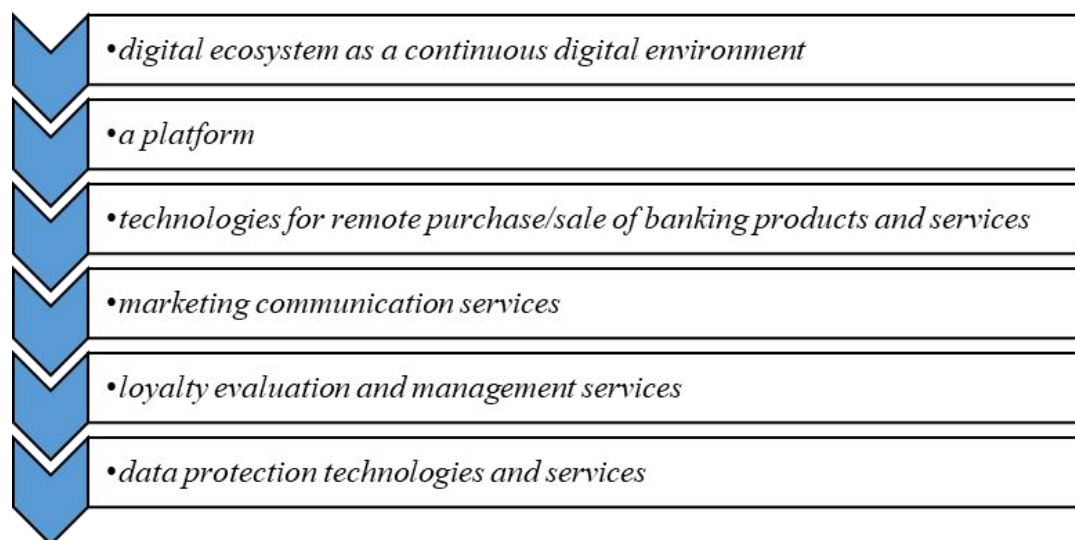 •digital ecosystem as a continuous digital environment
•a platform
•technologies for remote purchase/sale of banking products and services
•marketing communication services
•loyalty evaluation and management services
•data protection technologies and services